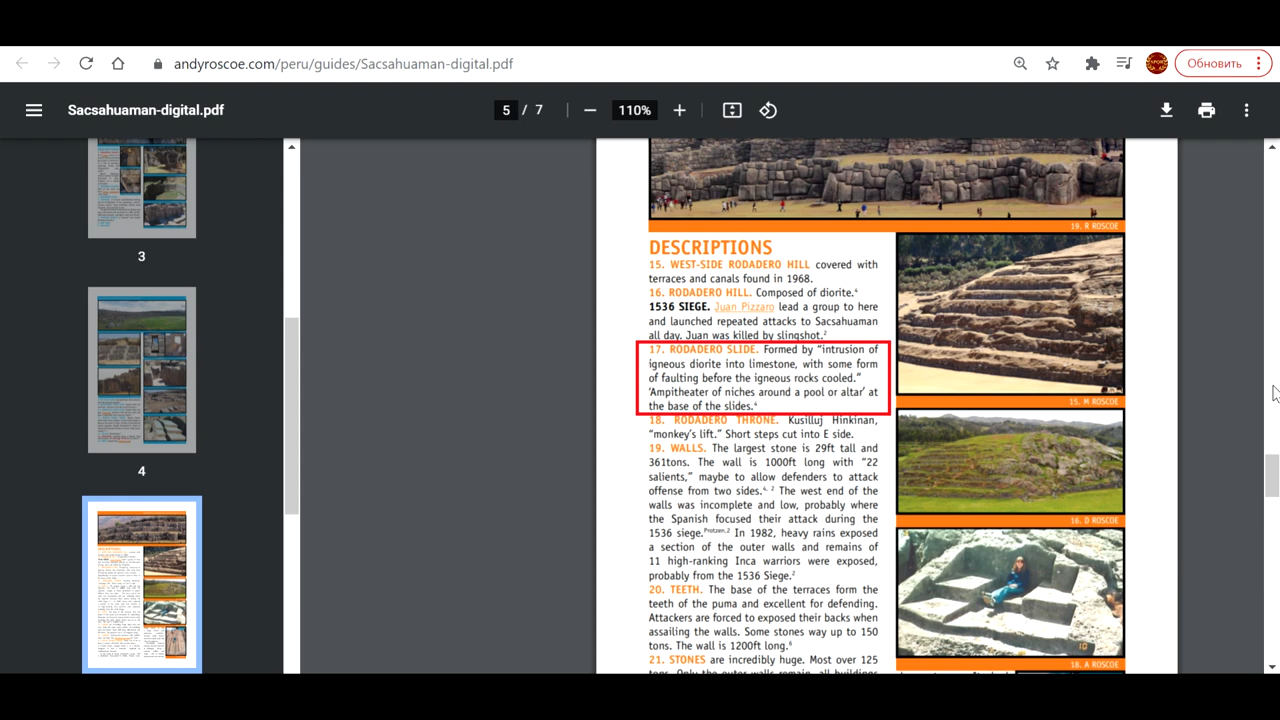 andyroscoe.com/peru/guides/Sacsahuaman-digital.pdf
Обновить
Sacsahuaman-digital.pdf
5 / 7
110%
3
4
19. R ROSCOE
DESCRIPTIONS
15. WEST-SIDE RODADERO HILL covered with
terraces and canals found in 1968.
16. RODADERO HILL. Composed of diorite.⁴
1536 SIEGE. Juan Pizzaro lead a group to here
and launched repeated attacks to Sacsahuaman
all day. Juan was killed by slingshot.²
17. RODADERO SLIDE. Formed by “intrusion of
igneous diorite into limestone, with some form
of faulting before the igneous rocks cooled.”
‘Ampitheater of niches around a pool or altar’ at
the base of the slides.⁴
18. RODADERO THRONE. Kusilluj Hinkinan,
“monkey's lift.” Short steps cut into E side.
19. WALLS. The largest stone is 29ft tall and
361tons. The wall is 1000ft long with “22
salients,” maybe to allow defenders to attack
offense from two sides.⁴, ² The west end of the
walls was incomplete and low, probably where
the Spanish focused their attack during the
1536 siege.Protzen,2 In 1982, heavy rains exposed
a section of the outer walls and remains of
11 high-ranking Inca warriors were exposed,
probably from the 1536 Siege.²
20. TEETH. The base of the terraces form the
teeth of the puma and excellent for defending.
Attackers are forced to exposed their backs when
assailing the walls. Some stones way up to 150
tons. The wall is 1200ft long.⁶
21. STONES are incredibly huge. Most over 125
15. M ROSCOE
16. D ROSCOE
18. A ROSCOE